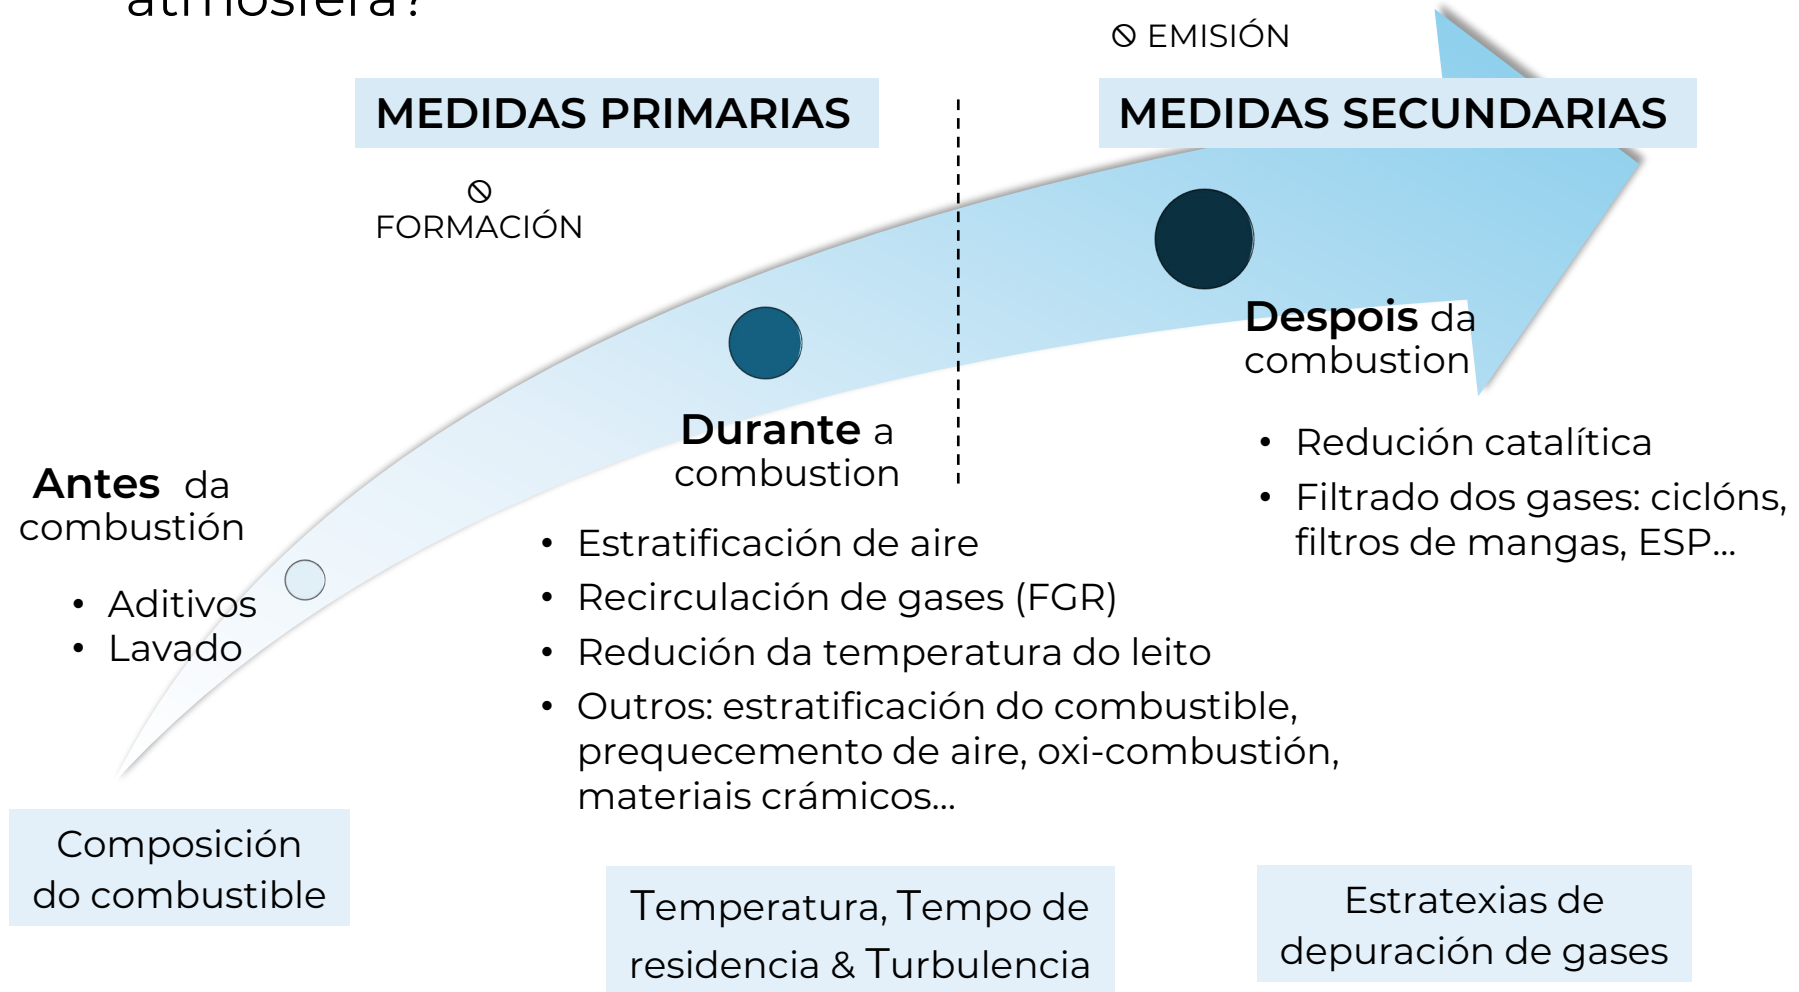 atmosfera?
🛇 EMISIÓN
MEDIDAS PRIMARIAS
MEDIDAS SECUNDARIAS
🛇
FORMACIÓN
Antes da
combustión
• Aditivos
• Lavado
Composición
do combustible
Durante a
combustion
• Estratificación de aire
• Recirculación de gases (FGR)
• Redución da temperatura do leito
• Outros: estratificación do combustible,
prequecemento de aire, oxi-combustión,
materiais crámicos...
Temperatura, Tempo de
residencia & Turbulencia
Despois da
combustion
• Redución catalítica
• Filtrado dos gases: ciclóns,
filtros de mangas, ESP...
Estratexias de
depuración de gases